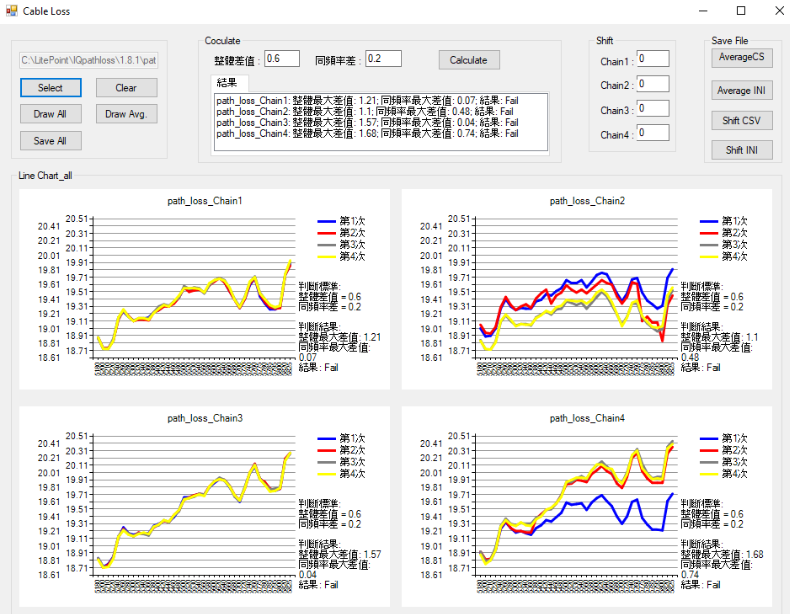 Cable Loss
C:\LitePoint\IQpathloss\1.8.1\pat
Select
Clear
Draw All
Draw Avg.
Save All
Coculate
整體差值 : 0.6
同頻率差 : 0.2
Calculate
結果
path_loss_Chain1: 整體最大差值: 1.21; 同頻率最大差值: 0.07; 結果: Fail
path_loss_Chain2: 整體最大差值: 1.1; 同頻率最大差值: 0.48; 結果: Fail
path_loss_Chain3: 整體最大差值: 1.57; 同頻率最大差值: 0.04; 結果: Fail
path_loss_Chain4: 整體最大差值: 1.68; 同頻率最大差值: 0.74; 結果: Fail
Shift
Chain1 : 0
Chain2 : 0
Chain3 : 0
Chain4 : 0
Save File
AverageCS
Average INI
Shift CSV
Shift INI
Line Chart_all
path_loss_Chain1
20.51
20.41
20.31
20.21
20.11
20.01
19.91
19.81
19.71
19.61
19.51
19.41
19.31
19.21
19.11
19.01
18.91
18.81
18.71
18.61
第1次
第2次
第3次
第4次
判斷標準:
整體差值 = 0.6
同頻率差 = 0.2
判斷結果:
整體最大差值: 1.21
同頻率最大差值:
0.07
結果: Fail
path_loss_Chain2
20.51
20.41
20.31
20.21
20.11
20.01
19.91
19.81
19.71
19.61
19.51
19.41
19.31
19.21
19.11
19.01
18.91
18.81
18.71
18.61
第1次
第2次
第3次
第4次
判斷標準:
整體差值 = 0.6
同頻率差 = 0.2
判斷結果:
整體最大差值: 1.1
同頻率最大差值:
0.48
結果: Fail
path_loss_Chain3
20.51
20.41
20.31
20.21
20.11
20.01
19.91
19.81
19.71
19.61
19.51
19.41
19.31
19.21
19.11
19.01
18.91
18.81
18.71
18.61
第1次
第2次
第3次
第4次
判斷標準:
整體差值 = 0.6
同頻率差 = 0.2
判斷結果:
整體最大差值: 1.57
同頻率最大差值:
0.04
結果: Fail
path_loss_Chain4
20.51
20.41
20.31
20.21
20.11
20.01
19.91
19.81
19.71
19.61
19.51
19.41
19.31
19.21
19.11
19.01
18.91
18.81
18.71
18.61
第1次
第2次
第3次
第4次
判斷標準:
整體差值 = 0.6
同頻率差 = 0.2
判斷結果:
整體最大差值: 1.68
同頻率最大差值:
0.74
結果: Fail